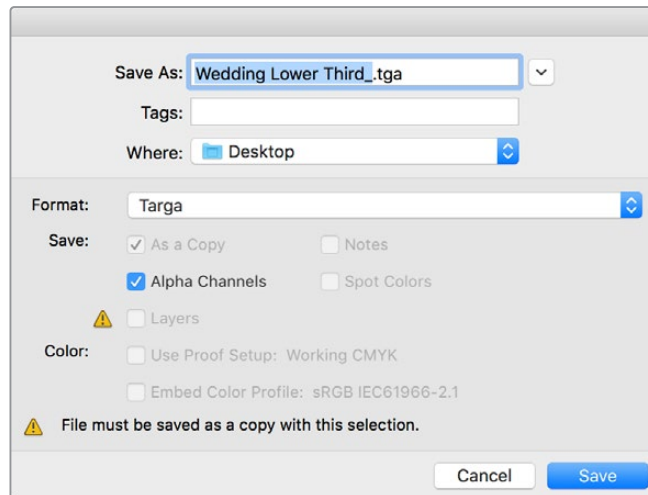 Save As: Wedding Lower Third_.tga
Tags:
Where: Desktop
Format: Targa
Save: As a Copy Notes
Alpha Channels Spot Colors
Layers
Color: Use Proof Setup: Working CMYK
Embed Color Profile: sRGB IEC61966-2.1
File must be saved as a copy with this selection.
Cancel Save